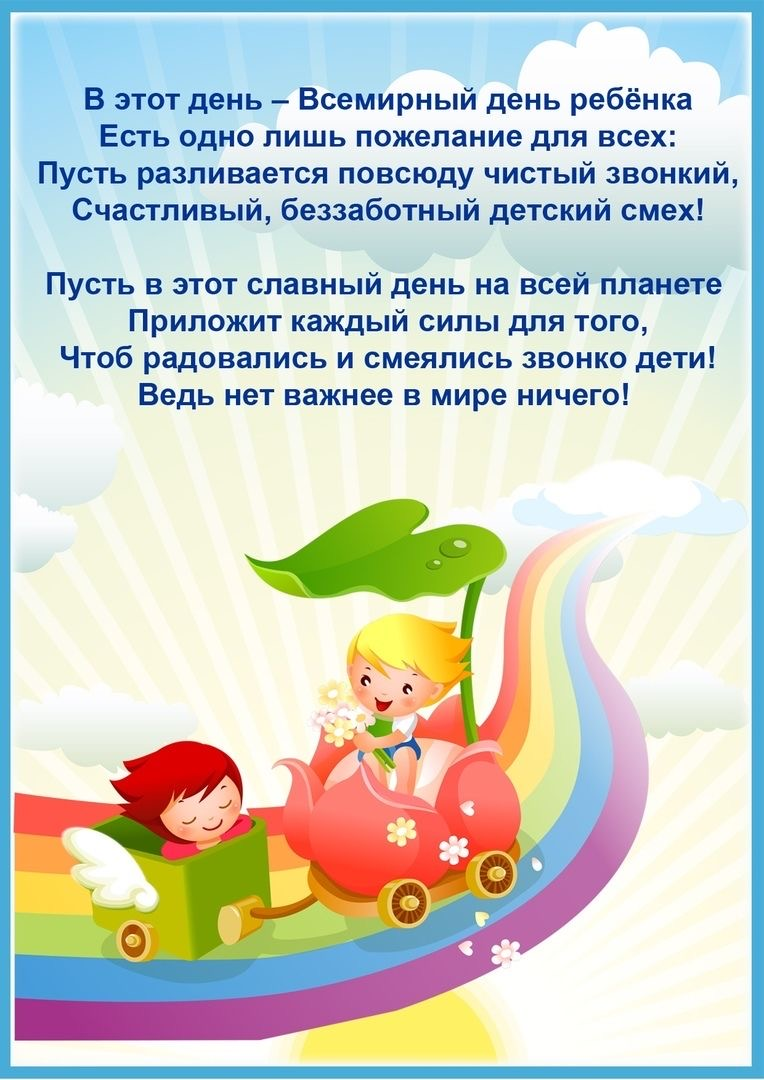 В этот день – Всемирный день ребёнка
Есть одно лишь пожелание для всех:
Пусть разливается повсюду чистый звонкий,
Счастливый, беззаботный детский смех!
Пусть в этот славный день на всей планете
Приложит каждый силы для того,
Чтоб радовались и смеялись звонко дети!
Ведь нет важнее в мире ничего!